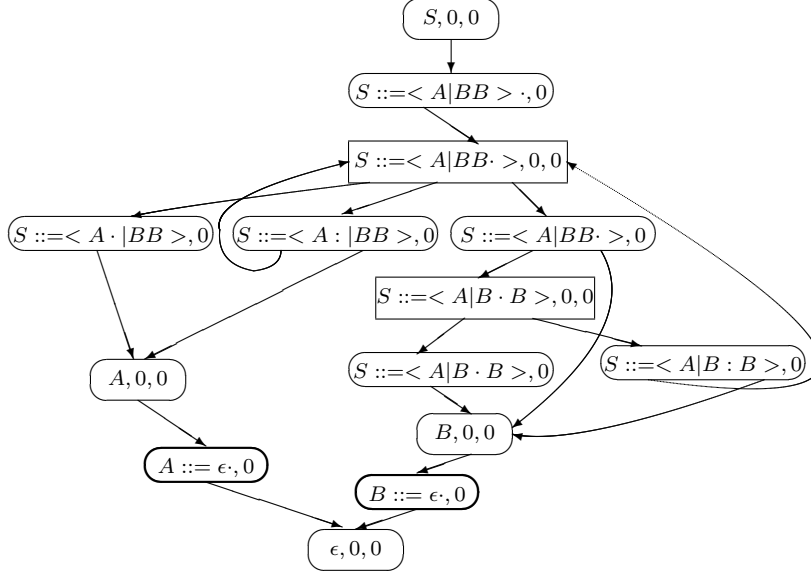 S, 0, 0
S ::=< A|BB > ·, 0
S ::=< A|BB· >, 0, 0
S ::=< A · |BB >, 0
S ::=< A : |BB >, 0
S ::=< A|BB· >, 0
S ::=< A|B · B >, 0, 0
A, 0, 0
S ::=< A|B · B >, 0
S ::=< A|B : B >, 0
B, 0, 0
A ::= ϵ·, 0
B ::= ϵ·, 0
ϵ, 0, 0